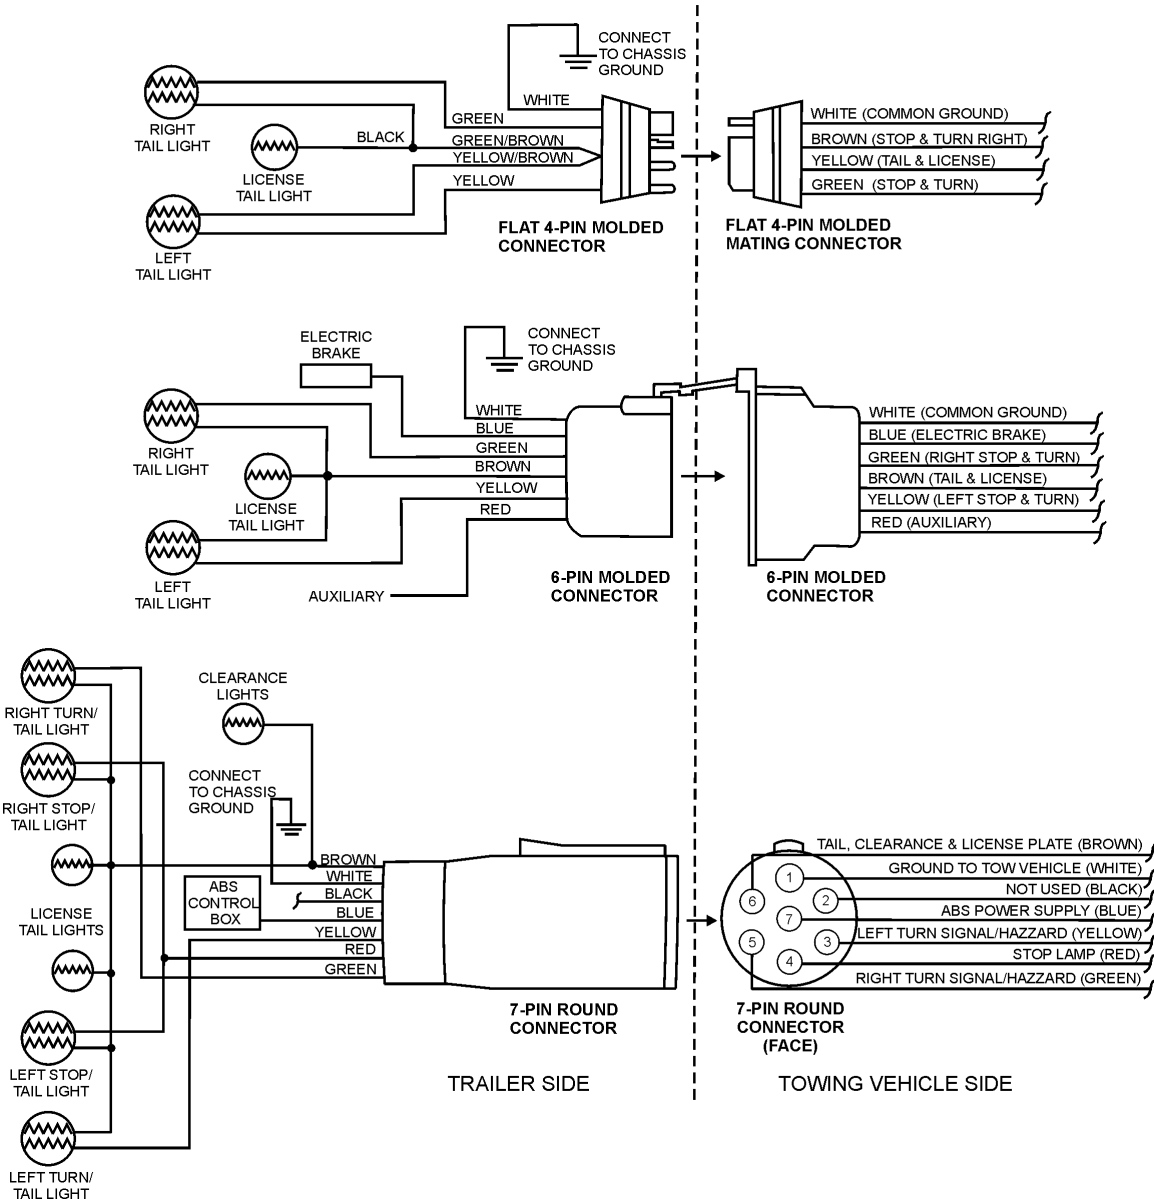 CONNECT
TO CHASSIS
GROUND
WHITE
GREEN
BLACK
GREEN/BROWN
YELLOW/BROWN
YELLOW
RIGHT
TAIL LIGHT
LICENSE
TAIL LIGHT
LEFT
TAIL LIGHT
FLAT 4-PIN MOLDED
CONNECTOR
WHITE (COMMON GROUND)
BROWN (STOP & TURN RIGHT)
YELLOW (TAIL & LICENSE)
GREEN (STOP & TURN)
FLAT 4-PIN MOLDED
MATING CONNECTOR
ELECTRIC
BRAKE
CONNECT
TO CHASSIS
GROUND
WHITE
BLUE
GREEN
BROWN
YELLOW
RED
RIGHT
TAIL LIGHT
LICENSE
TAIL LIGHT
LEFT
TAIL LIGHT
AUXILIARY
6-PIN MOLDED
CONNECTOR
WHITE (COMMON GROUND)
BLUE (ELECTRIC BRAKE)
GREEN (RIGHT STOP & TURN)
BROWN (TAIL & LICENSE)
YELLOW (LEFT STOP & TURN)
RED (AUXILIARY)
6-PIN MOLDED
CONNECTOR
CLEARANCE
LIGHTS
RIGHT TURN/
TAIL LIGHT
CONNECT
TO CHASSIS
GROUND
RIGHT STOP/
TAIL LIGHT
BROWN
WHITE
BLACK
BLUE
YELLOW
RED
GREEN
ABS
CONTROL
BOX
LICENSE
TAIL LIGHTS
LEFT STOP/
TAIL LIGHT
LEFT TURN/
TAIL LIGHT
7-PIN ROUND
CONNECTOR
TAIL, CLEARANCE & LICENSE PLATE (BROWN)
GROUND TO TOW VEHICLE (WHITE)
NOT USED (BLACK)
ABS POWER SUPPLY (BLUE)
LEFT TURN SIGNAL/HAZZARD (YELLOW)
STOP LAMP (RED)
RIGHT TURN SIGNAL/HAZZARD (GREEN)
1
6
2
7
5
3
4
7-PIN ROUND
CONNECTOR
(FACE)
TRAILER SIDE
TOWING VEHICLE SIDE